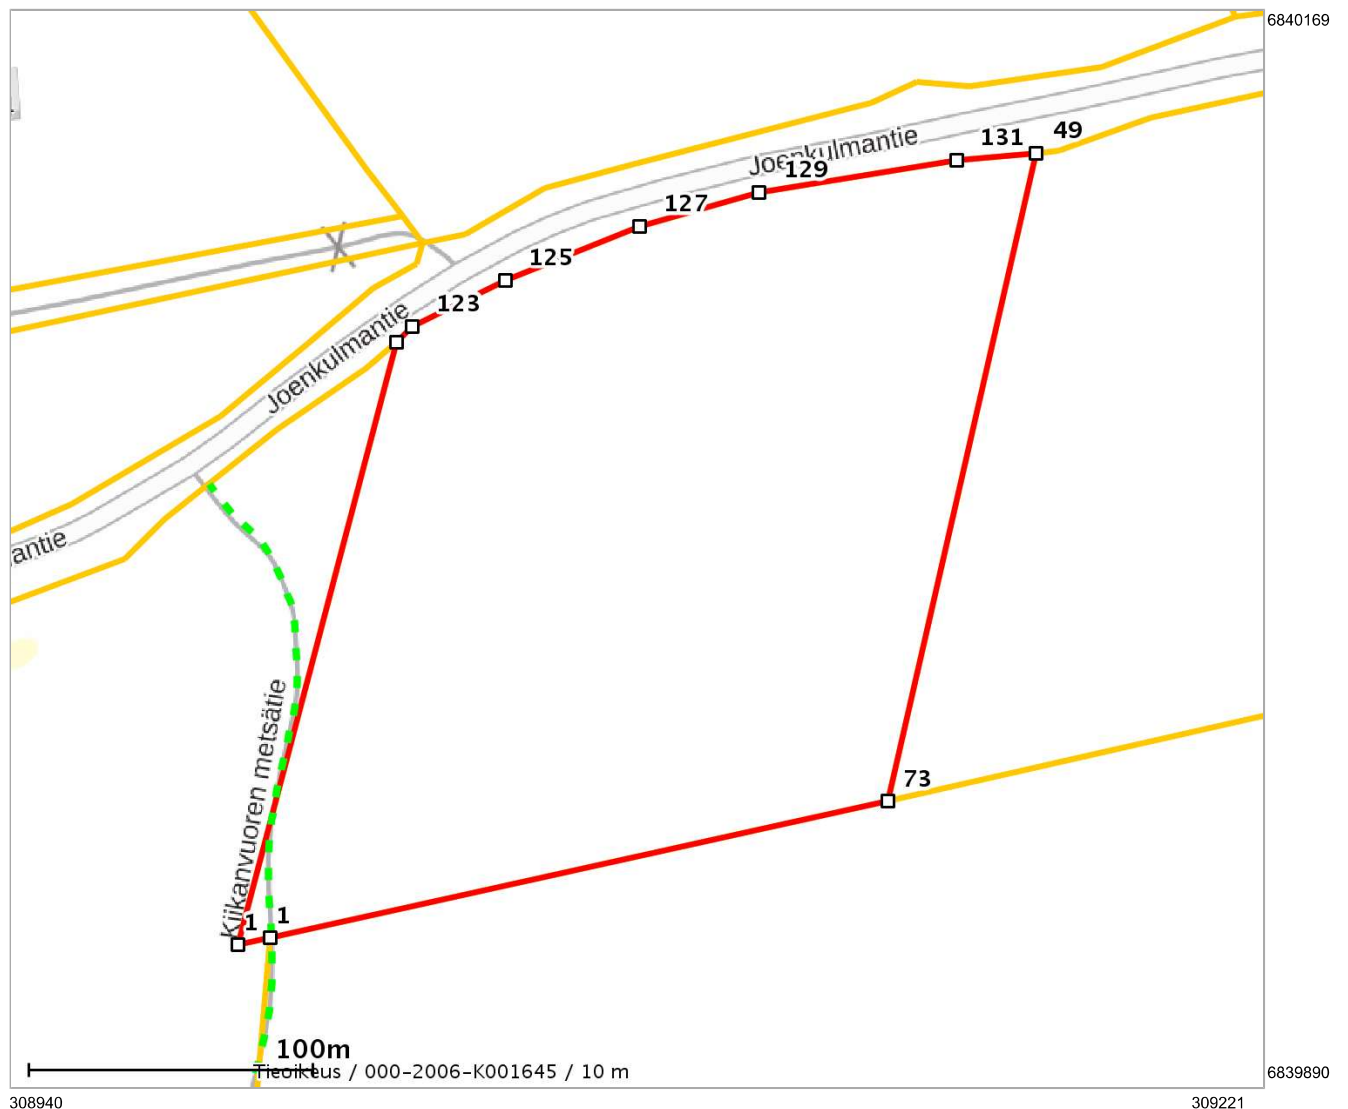 6840169
49
131
Joenkulmantie
129
127
125
123
Joenkulmantie
antie
Kiikanvuoren metsätie
73
1
1
100m
Tieoikeus / 000-2006-K001645 / 10 m
6839890
308940
309221